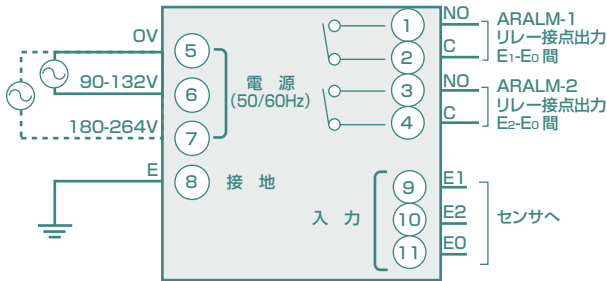 0V
90-132V
180-264V
E
5
6
7
8
電 源
(50/60Hz)
接 地
1
2
3
4
入 力
9
10
11
NO
C
NO
C
E1
E2
E0
ARALM-1
リレー接点出力
E1-E0 間
ARALM-2
リレー接点出力
E2-E0 間
センサへ